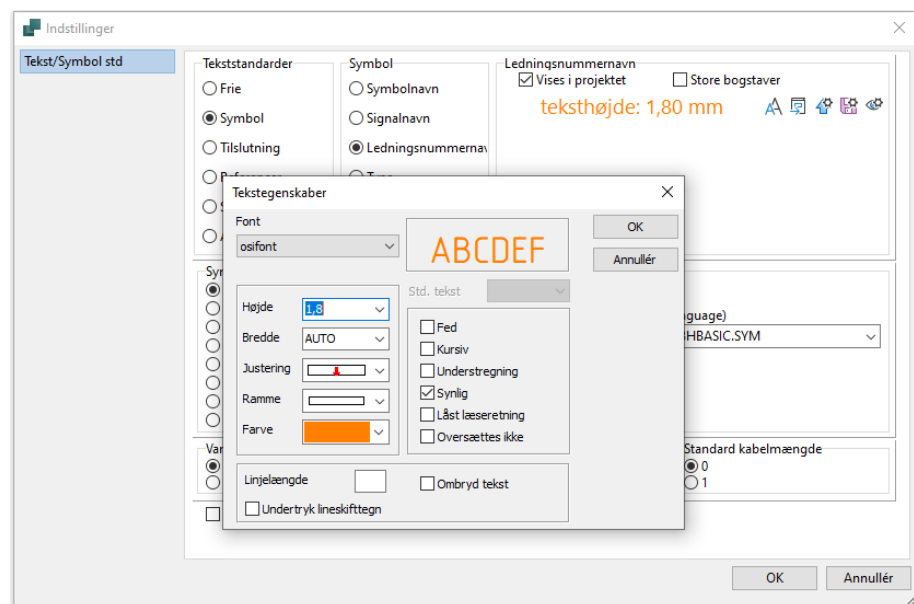 Indstillinger
Tekst/Symbol std
Tekststandarder
Frie
Symbol
Tilslutning
Symbol
Symbolnavn
Signalnavn
Ledningsnummernav
Ledningsnummernavn
Vises i projektet
Store bogstaver
teksthøjde: 1,80 mm
Tekstegenskaber
Font
osifont
ABCDEF
OK
Annullér
Std. tekst
Højde
1,8
Bredde
AUTO
Justering
Ramme
Farve
Fed
Kursiv
Understregning
Synlig
Låst læseretning
Oversættes ikke
Linjelængde
Ombryd tekst
Undertryk lineskifttegn
guage)
HBASIC.SYM
Standard kabelmængde
0
1
OK
Annullér